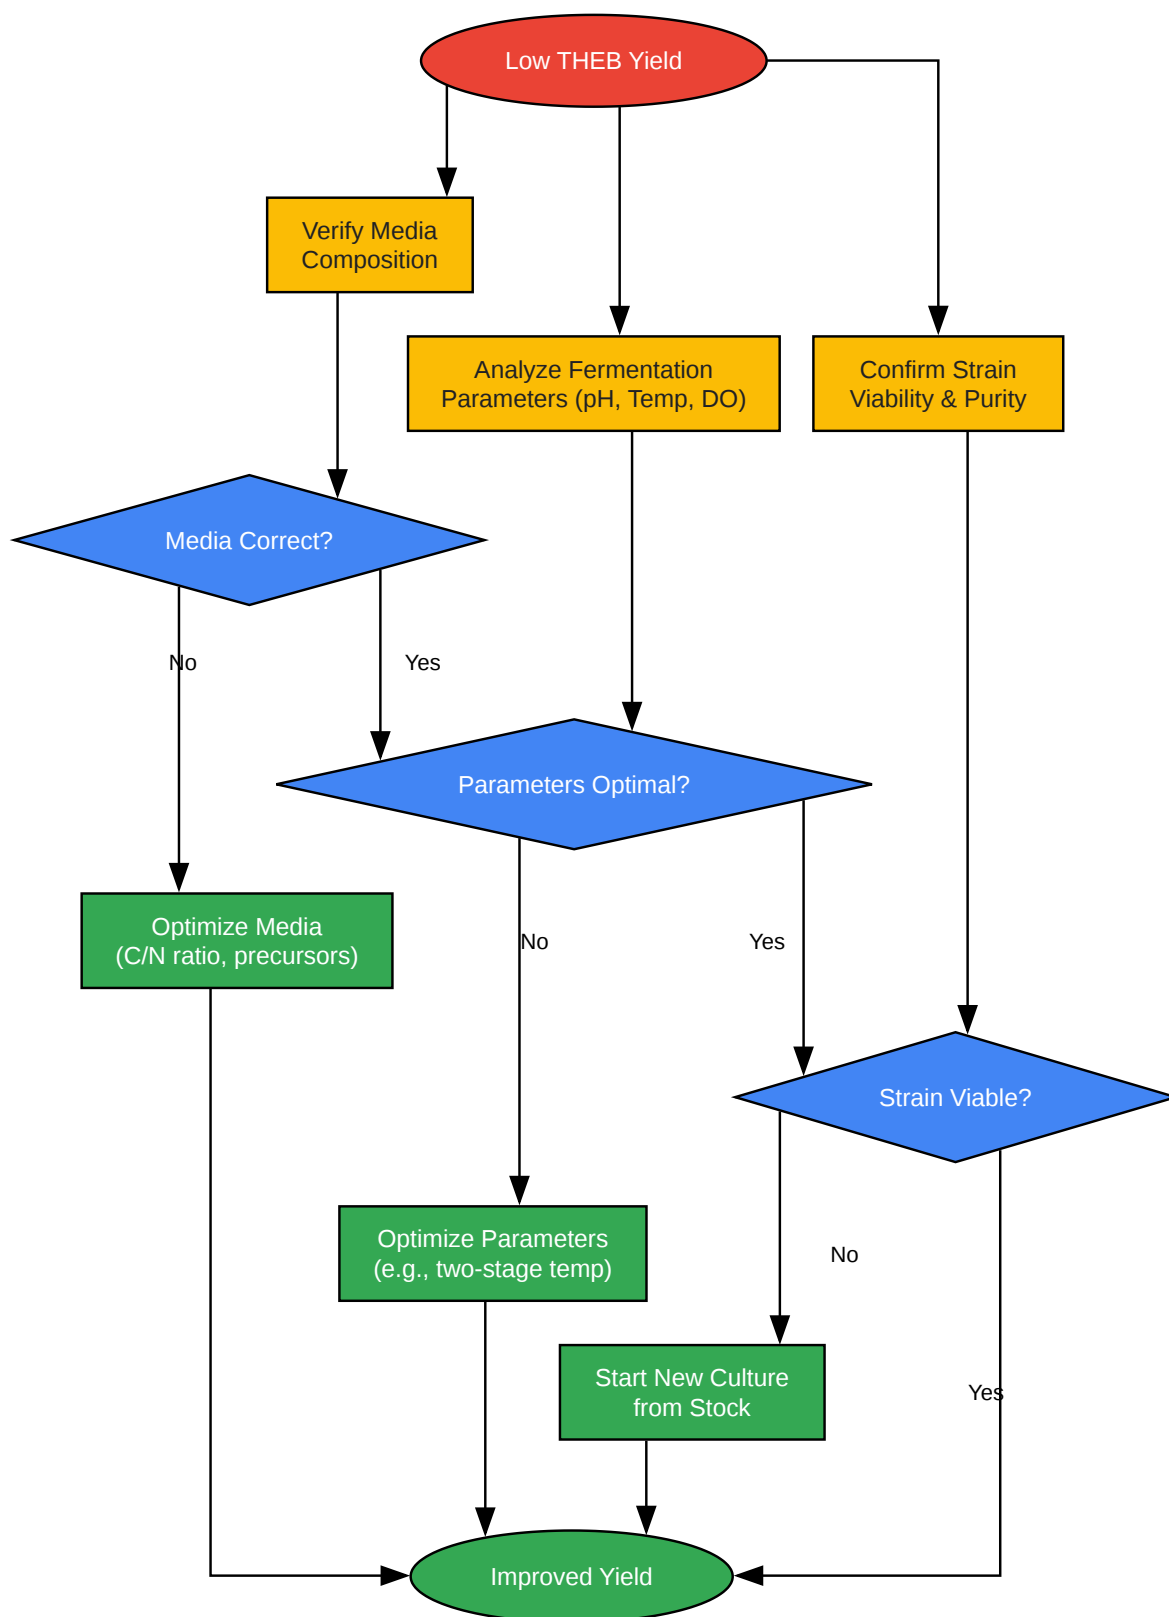 Low THEB Yield
Verify Media
Composition
Analyze Fermentation
Parameters (pH, Temp, DO)
Confirm Strain
Viability & Purity
Media Correct?
No
Yes
Parameters Optimal?
Optimize Media
(C/N ratio, precursors)
No
Yes
Strain Viable?
Optimize Parameters
(e.g., two-stage temp)
No
Start New Culture
from Stock
Yes
Improved Yield